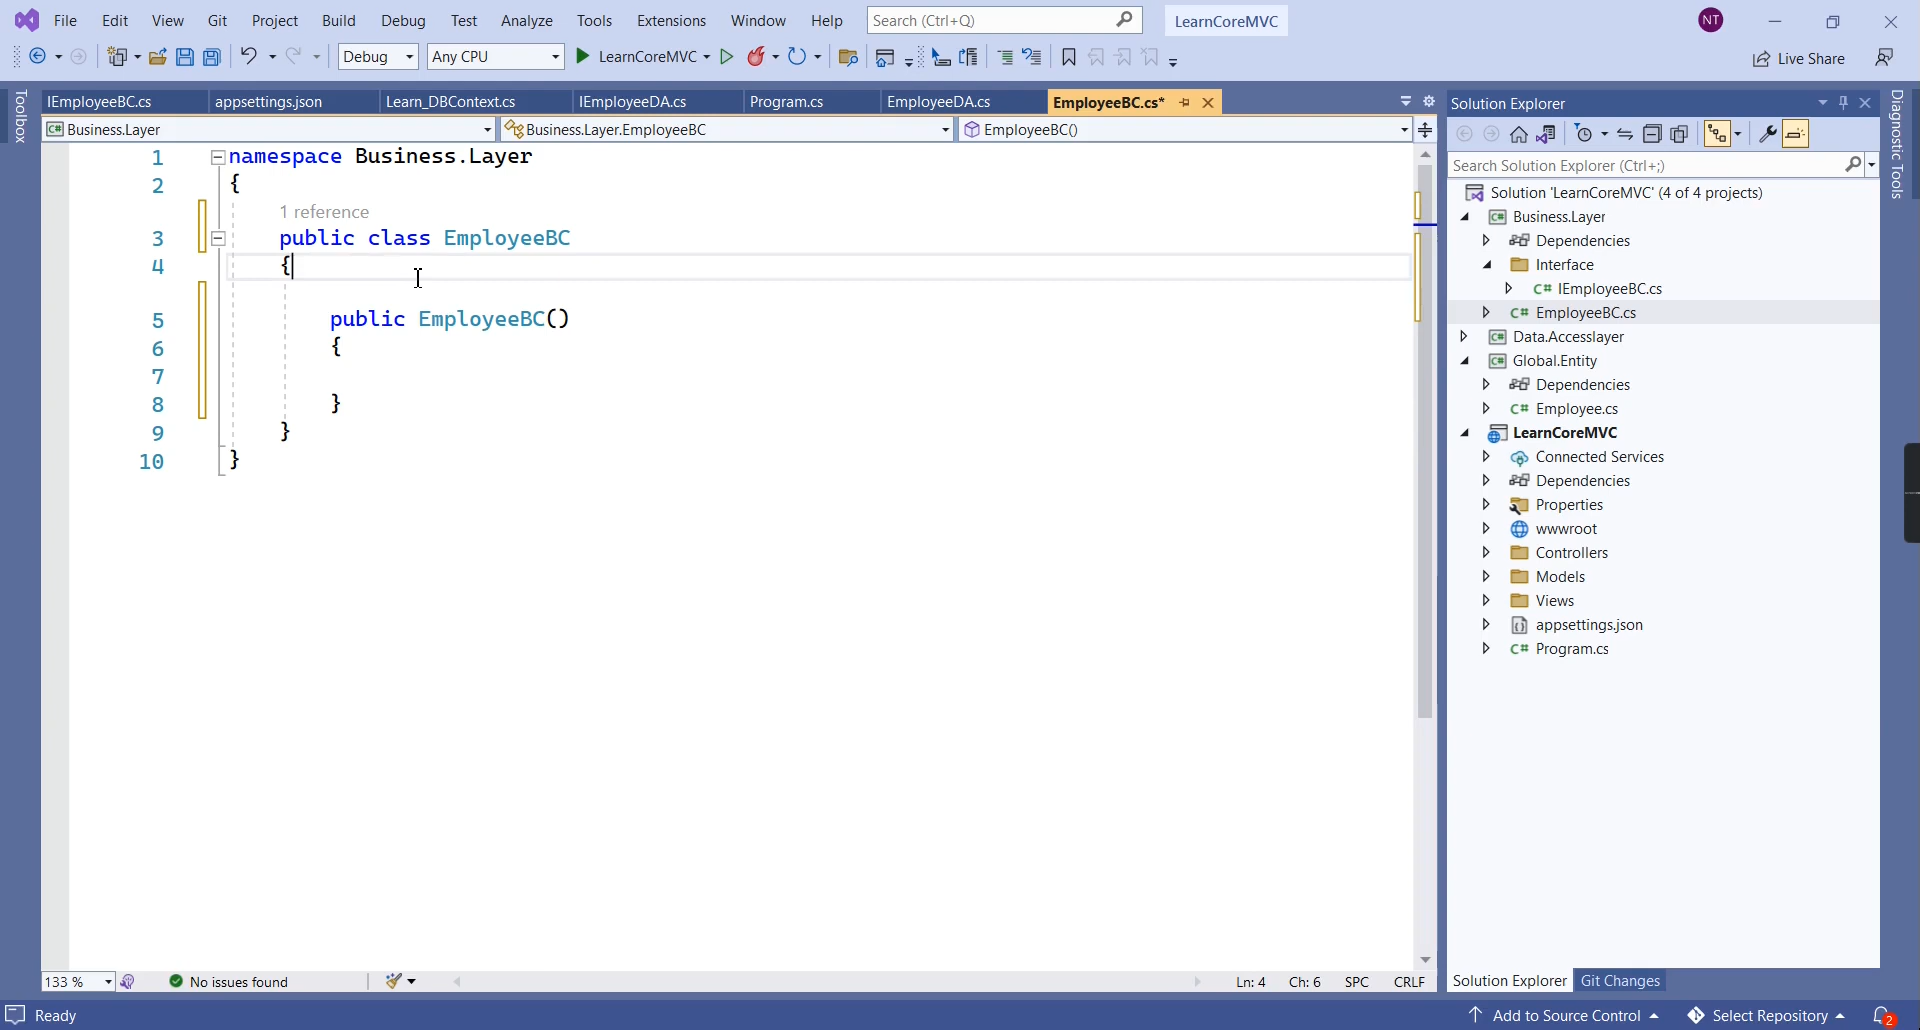 File Edit View Git Project Build Debug Test Analyze Tools Extensions Window Help Search (Ctrl+Q) LearnCoreMVC NT
Debug Any CPU LearnCoreMVC Live Share
Toolbox
IEmployeeBC.cs appsettings.json Learn_DBContext.cs IEmployeeDA.cs Program.cs EmployeeDA.cs EmployeeBC.cs*
C# Business.Layer Business.Layer.EmployeeBC EmployeeBC()
1 namespace Business.Layer
2 {
1 reference
3 public class EmployeeBC
4 {
5 public EmployeeBC()
6 {
7
8 }
9 }
10 }
133 % No issues found Ln: 4 Ch: 6 SPC CRLF
Solution Explorer
Search Solution Explorer (Ctrl+;)
Solution 'LearnCoreMVC' (4 of 4 projects)
C# Business.Layer
Dependencies
Interface
C# IEmployeeBC.cs
C# EmployeeBC.cs
C# Data.Accesslayer
C# Global.Entity
Dependencies
C# Employee.cs
LearnCoreMVC
Connected Services
Dependencies
Properties
wwwroot
Controllers
Models
Views
appsettings.json
C# Program.cs
Solution Explorer Git Changes
Diagnostic Tools
Ready Add to Source Control Select Repository 2